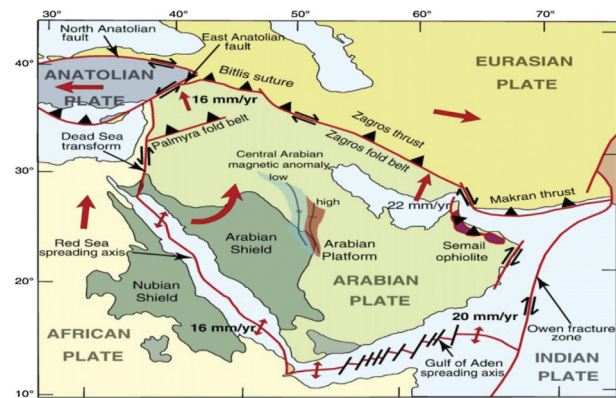 30°
40°
50°
60°
70°
North Anatolian
fault
East Anatolian
fault
40°
ANATOLIAN
PLATE
Bitlis suture
EURASIAN
PLATE
16 mm/yr
Dead Sea
transform
Palmyra fold belt
Zagros thrust
Zagros fold belt
30°
Central Arabian
magnetic anomaly
low
high
22 mm/yr
Makran thrust
Red Sea
spreading axis
Arabian
Shield
Arabian
Platform
Semail
ophiolite
20°
Nubian
Shield
ARABIAN
PLATE
AFRICAN
PLATE
16 mm/yr
20 mm/yr
Owen fracture
zone
Gulf of Aden
spreading axis
INDIAN
PLATE
10°